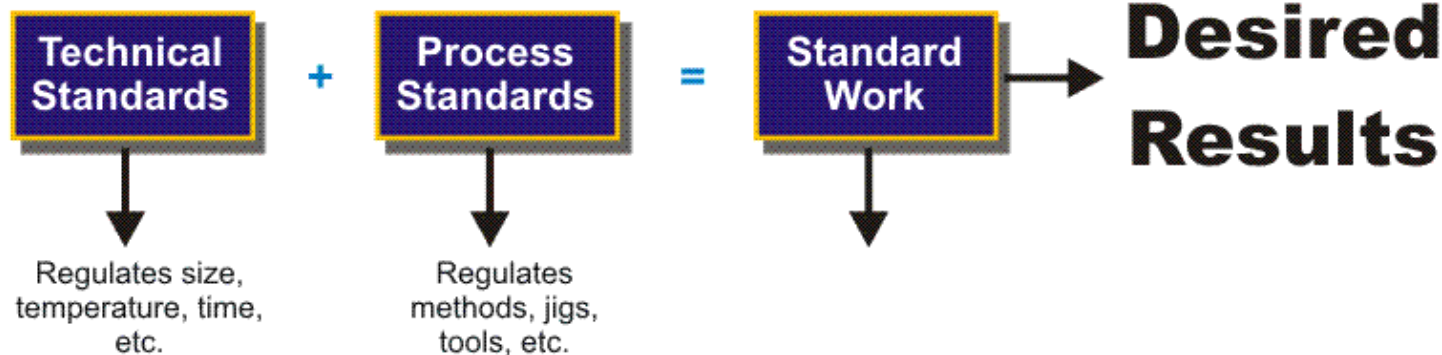 Technical
Standards
+
Process
Standards
=
Standard
Work
Desired
Results
Regulates size,
temperature, time,
etc.
Regulates
methods, jigs,
tools, etc.